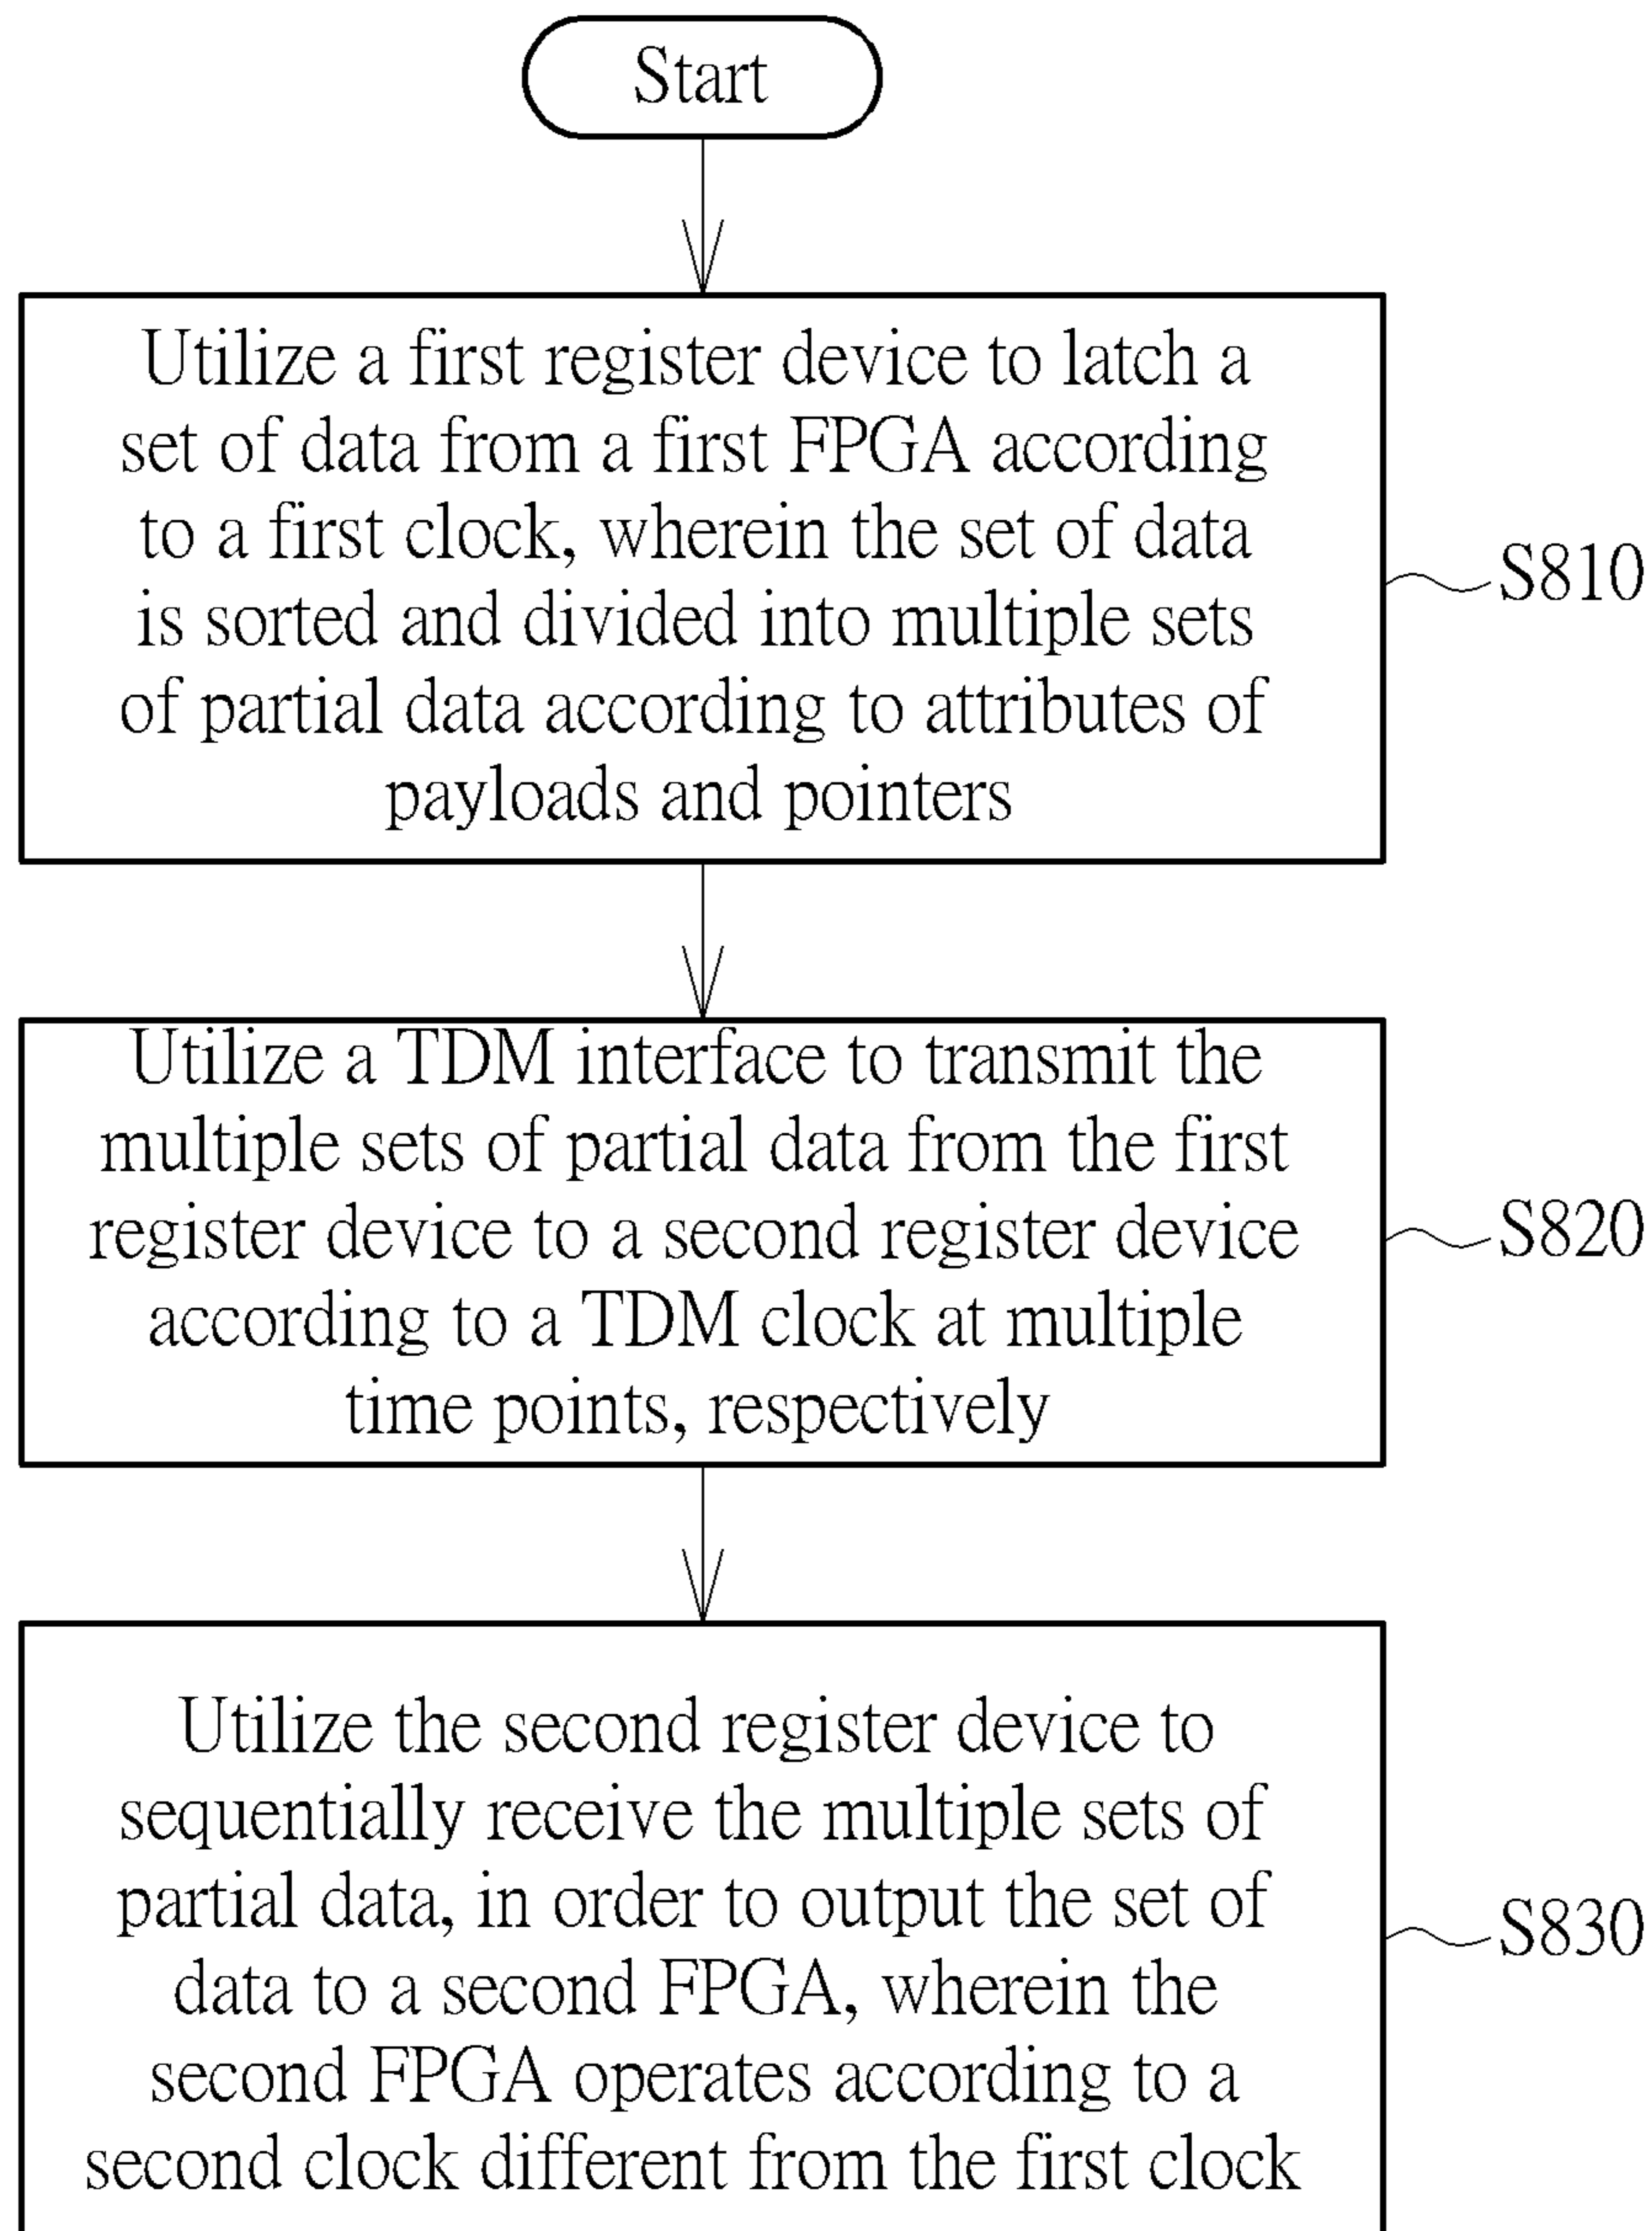 Start
Utilize a first register device to latch a
set of data from a first FPGA according
to a first clock, wherein the set of data
is sorted and divided into multiple sets
of partial data according to attributes of
payloads and pointers
S810
Utilize a TDM interface to transmit the
multiple sets of partial data from the first
register device to a second register device
according to a TDM clock at multiple
time points, respectively
S820
Utilize the second register device to
sequentially receive the multiple sets of
partial data, in order to output the set of
data to a second FPGA, wherein the
second FPGA operates according to a
second clock different from the first clock
S830